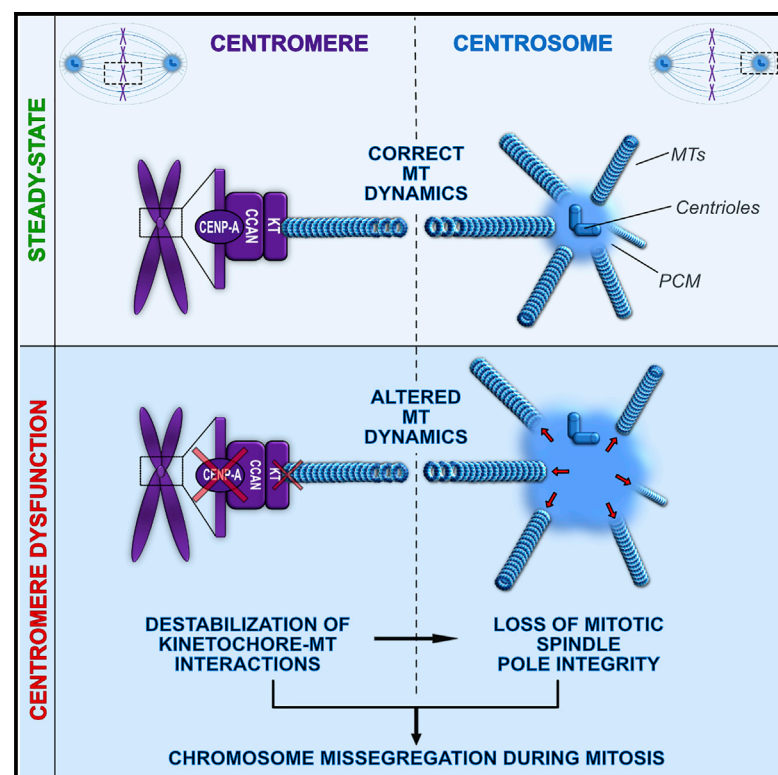 CENTROMERE
CENTROSOME
STEADY-STATE
CORRECT
MT
DYNAMICS
CENP-A
CCAN
KT
MTs
Centrioles
PCM
CENTROMERE DYSFUNCTION
ALTERED
MT
DYNAMICS
CENP-A
CCAN
KT
DESTABILIZATION OF
KINETOCHORE-MT
INTERACTIONS
LOSS OF MITOTIC
SPINDLE
POLE INTEGRITY
CHROMOSOME MISSEGREGATION DURING MITOSIS